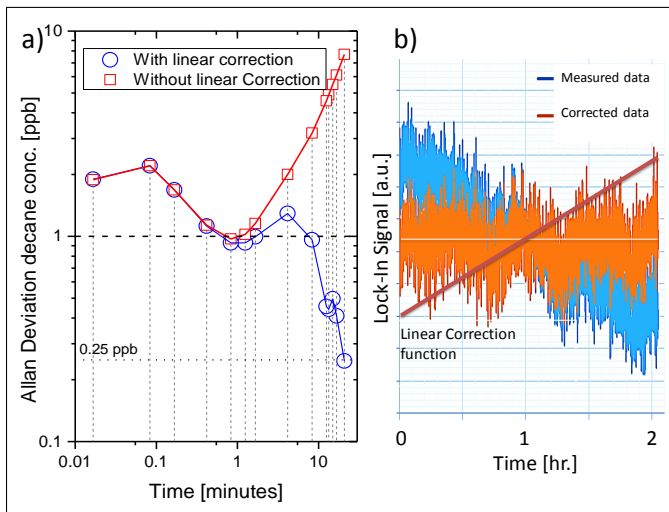 a)
With linear correction
Without linear Correction
Allan Deviation decane conc. [ppb]
10
1
0.1
0.25 ppb
0.01
0.1
1
10
Time [minutes]
b)
Measured data
Corrected data
Lock-In Signal [a.u.]
Linear Correction
function
0
1
2
Time [hr.]